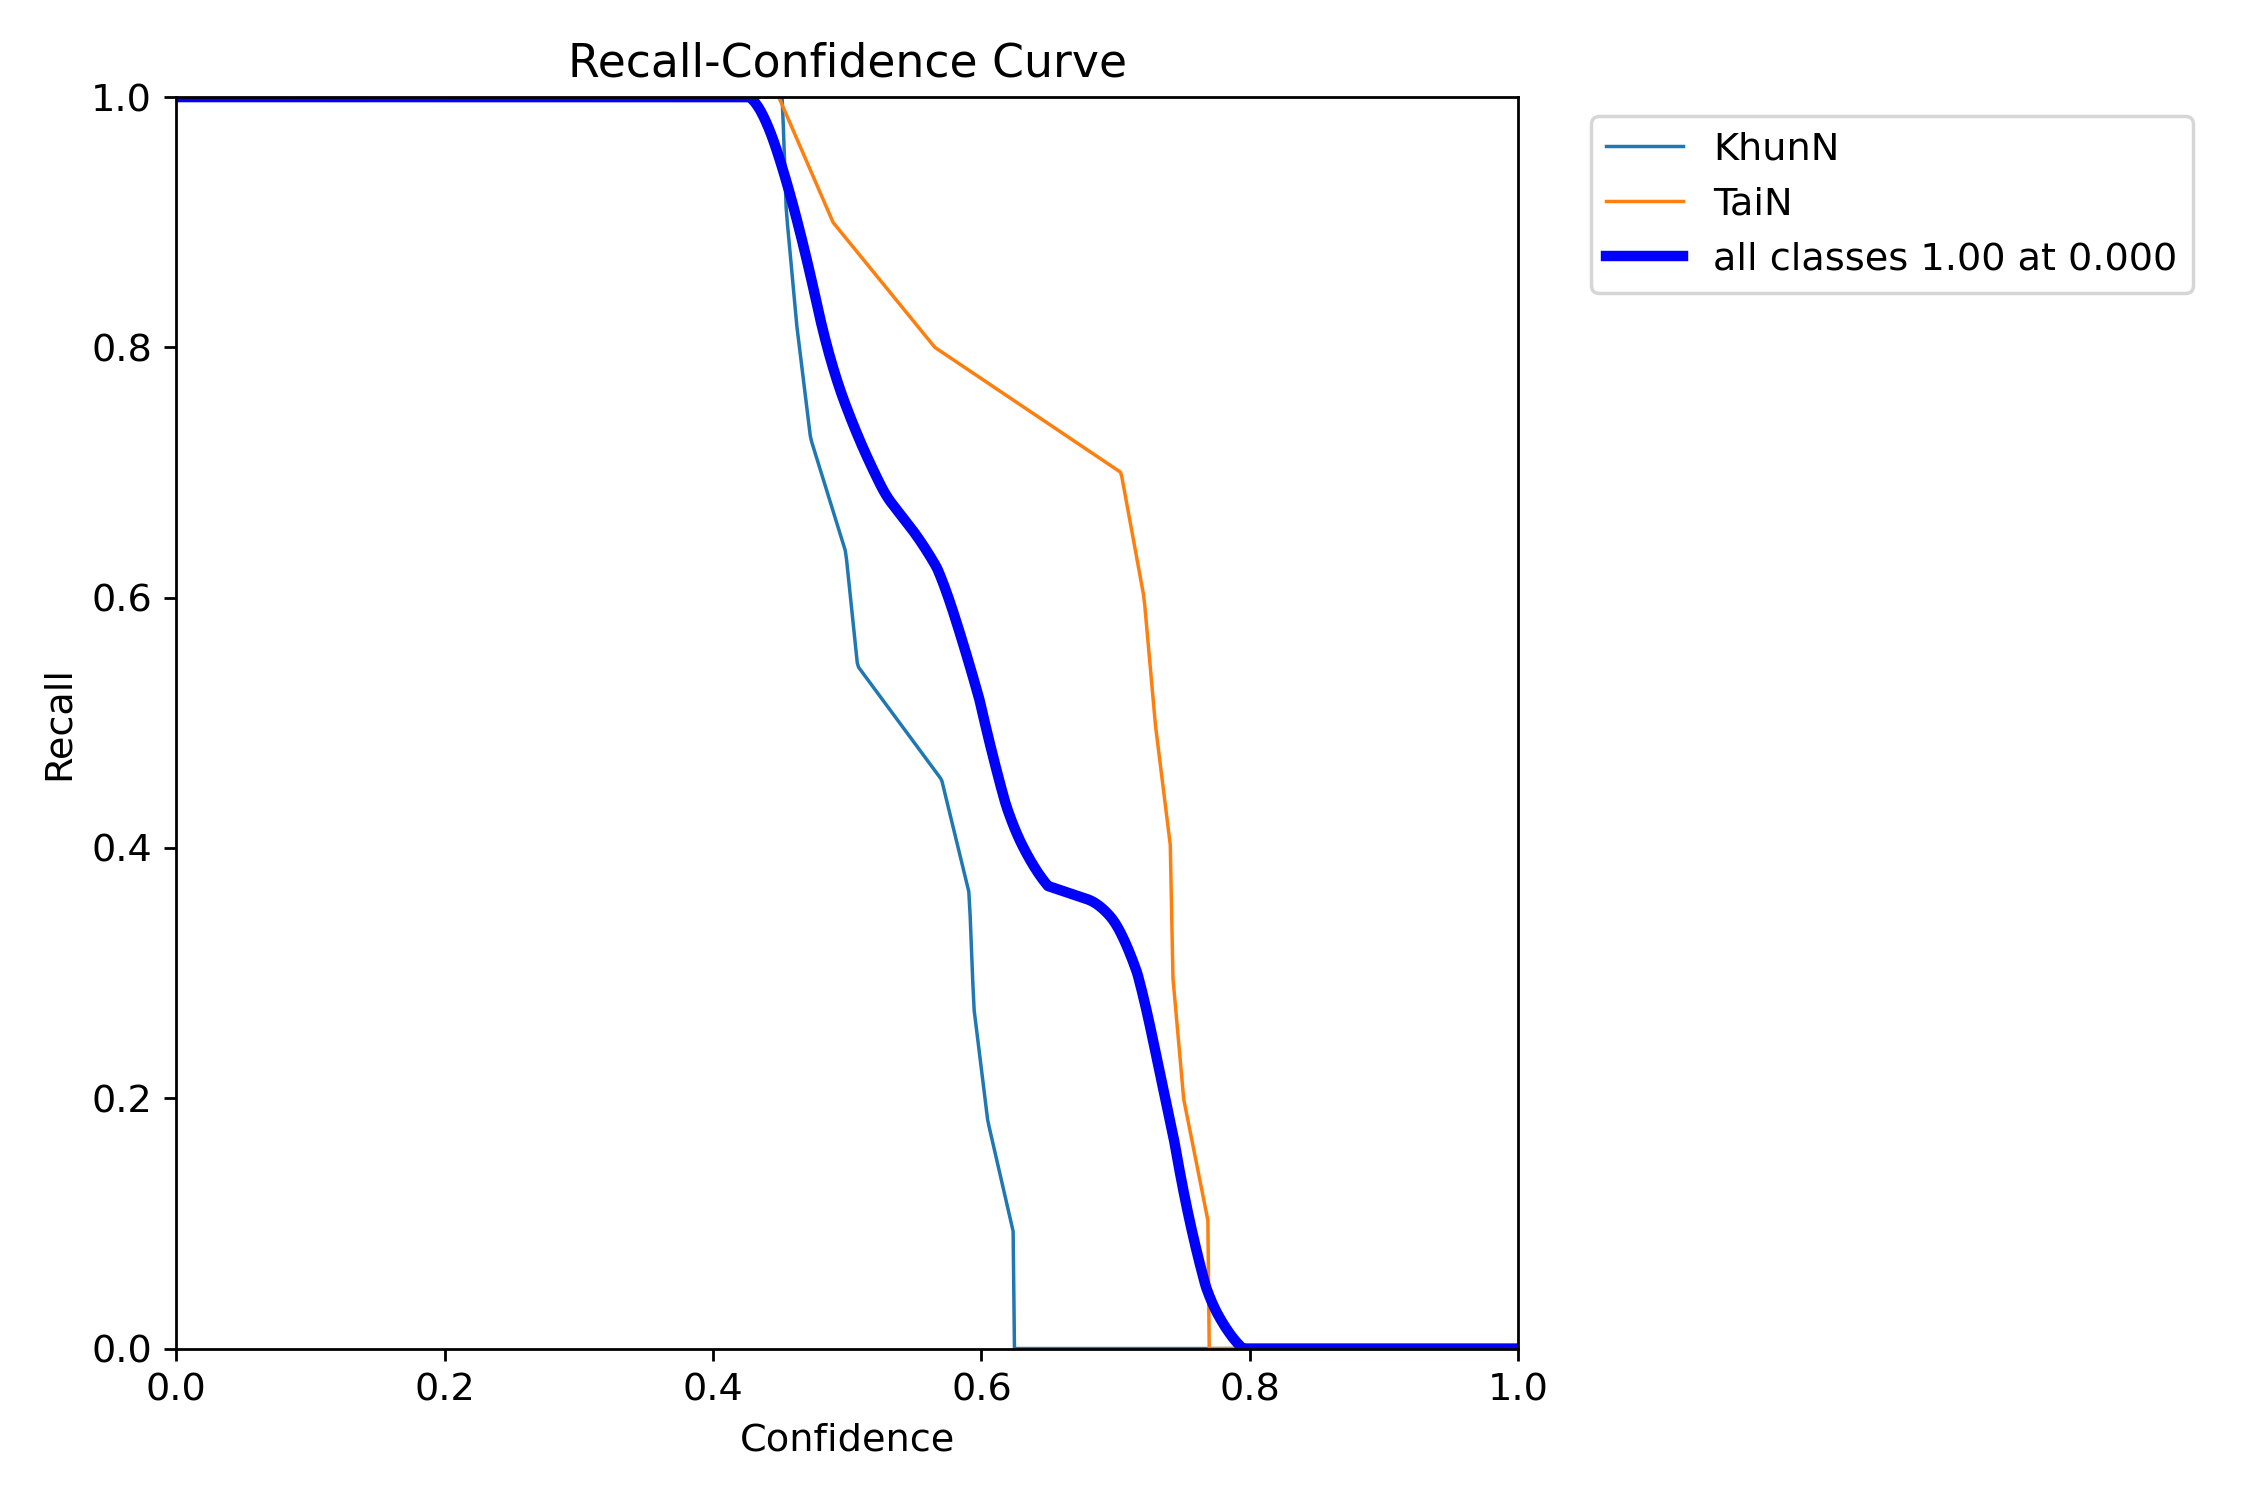 Recall-Confidence Curve
1.0
0.8
0.6
0.4
0.2
0.0
Recall
0.0 0.2 0.4 0.6 0.8 1.0
Confidence
KhunN
TaiN
all classes 1.00 at 0.000